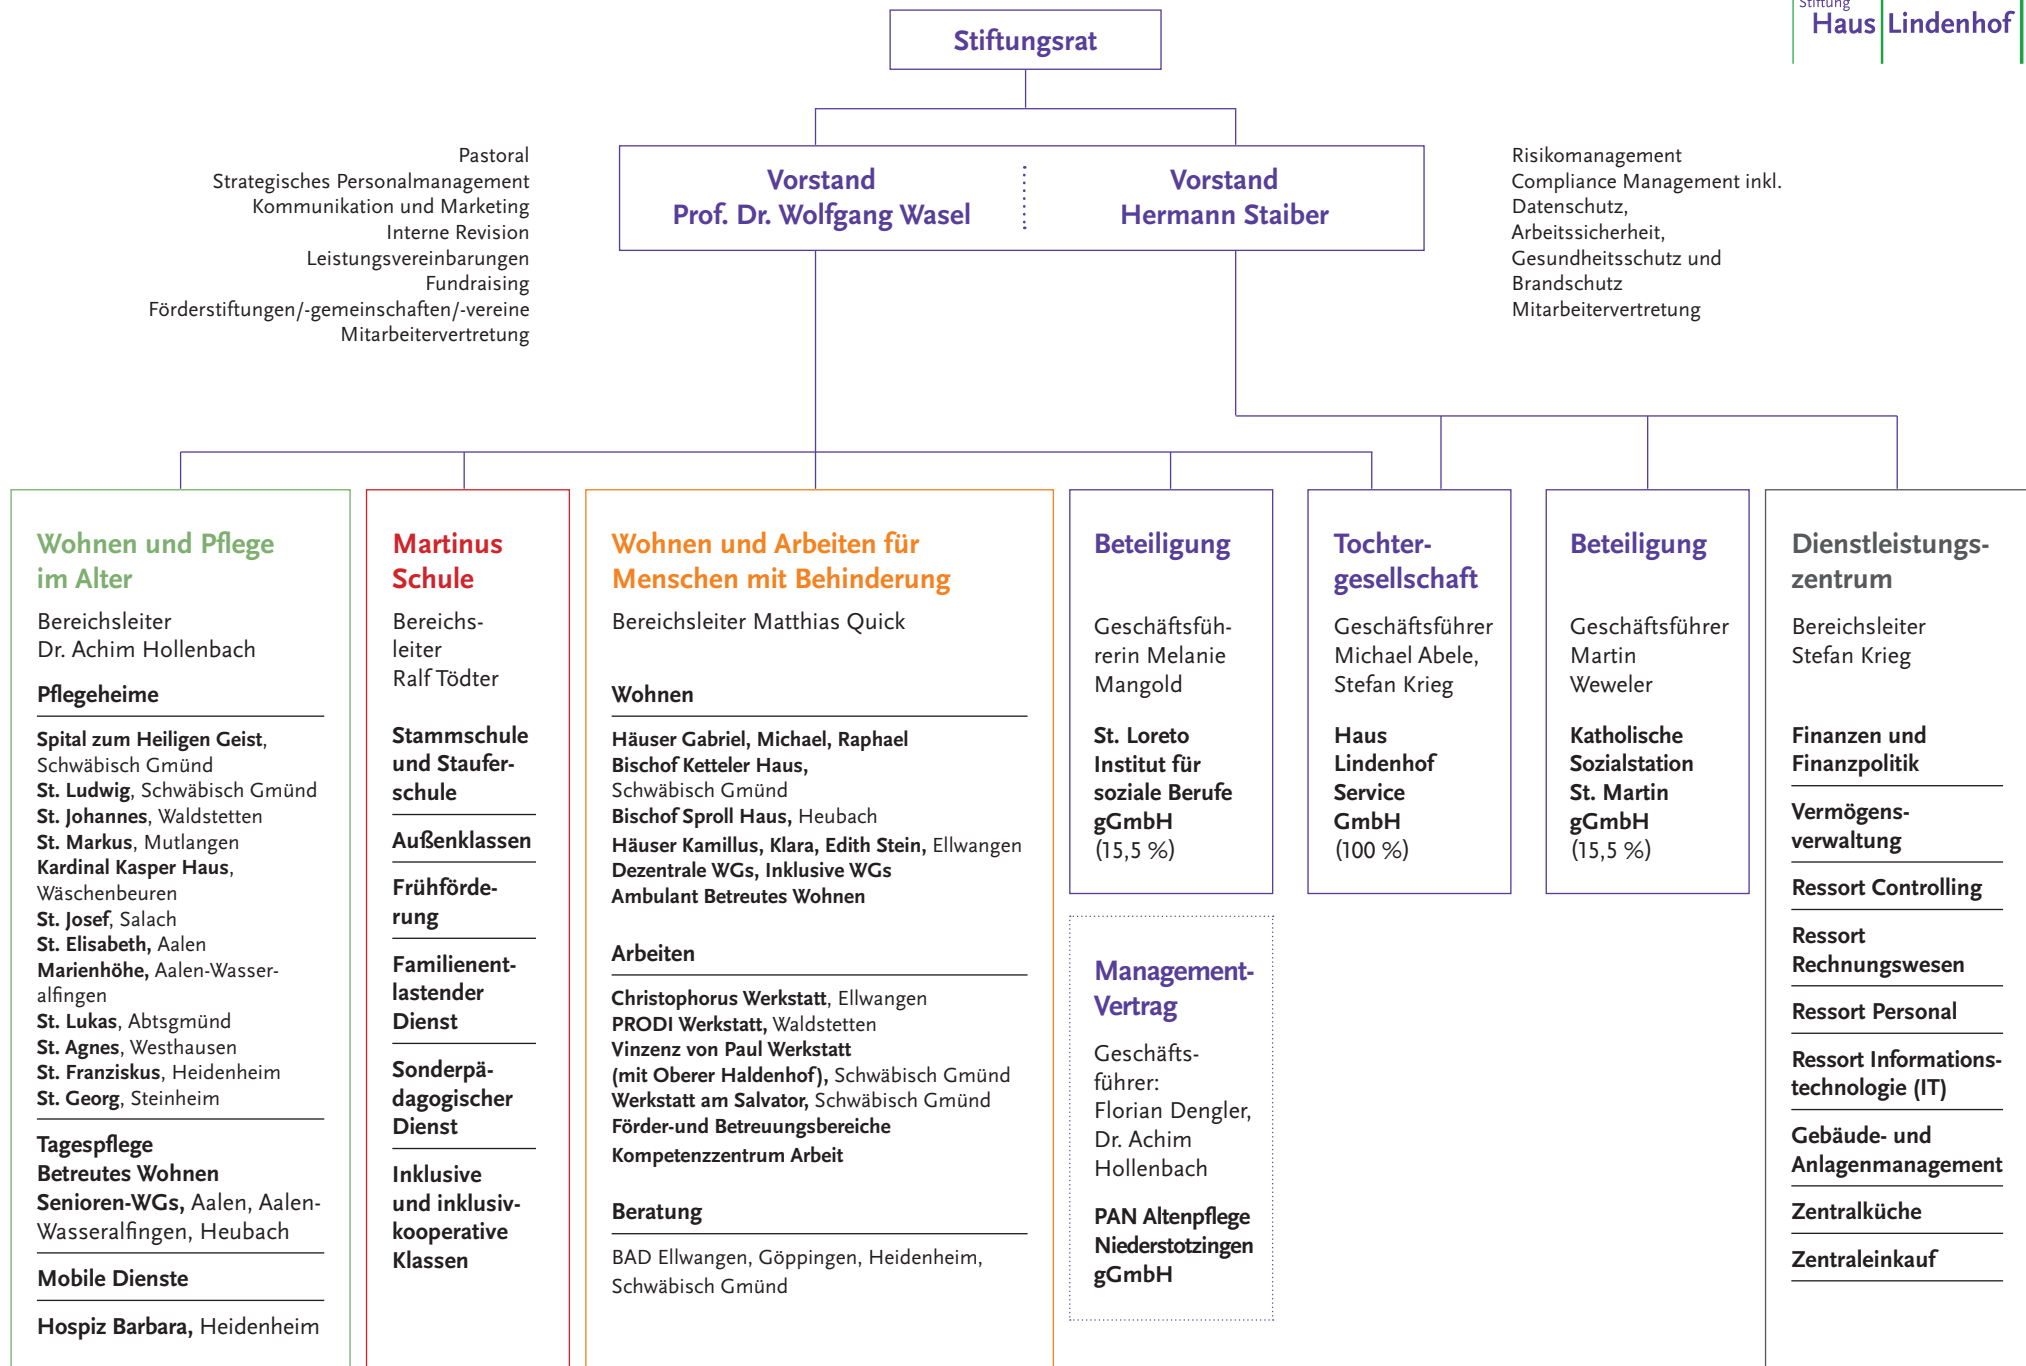 Stiftung
Haus Lindenhof
Stiftungsrat
Pastoral
Strategisches Personalmanagement
Kommunikation und Marketing
Interne Revision
Leistungsvereinbarungen
Fundraising
Förderstiftungen/-gemeinschaften/-vereine
Mitarbeitervertretung
Vorstand
Prof. Dr. Wolfgang Wasel
Vorstand
Hermann Staiber
Risikomanagement
Compliance Management inkl.
Datenschutz,
Arbeitssicherheit,
Gesundheitsschutz und
Brandschutz
Mitarbeitervertretung
Wohnen und Pflege
im Alter
Bereichsleiter
Dr. Achim Hollenbach
Pflegeheime
Spital zum Heiligen Geist,
Schwäbisch Gmünd
St. Ludwig, Schwäbisch Gmünd
St. Johannes, Waldstetten
St. Markus, Mutlangen
Kardinal Kasper Haus,
Wäschenbeuren
St. Josef, Salach
St. Elisabeth, Aalen
Marienhöhe, Aalen-Wasser-
alfingen
St. Lukas, Abtsgmünd
St. Agnes, Westhausen
St. Franziskus, Heidenheim
St. Georg, Steinheim
Tagespflege
Betreutes Wohnen
Senioren-WGs, Aalen, Aalen-
Wasseralfingen, Heubach
Mobile Dienste
Hospiz Barbara, Heidenheim
Martinus
Schule
Bereichs-
leiter
Ralf Tödter
Stammschule
und Staufer-
schule
Außenklassen
Frühförde-
rung
Familienent-
lastender
Dienst
Sonderpä-
dagogischer
Dienst
Inklusive
und inklusiv-
kooperative
Klassen
Wohnen und Arbeiten für
Menschen mit Behinderung
Bereichsleiter Matthias Quick
Wohnen
Häuser Gabriel, Michael, Raphael
Bischof Ketteler Haus,
Schwäbisch Gmünd
Bischof Sproll Haus, Heubach
Häuser Kamillus, Klara, Edith Stein, Ellwangen
Dezentrale WGs, Inklusive WGs
Ambulant Betreutes Wohnen
Arbeiten
Christophorus Werkstatt, Ellwangen
PRODI Werkstatt, Waldstetten
Vinzenz von Paul Werkstatt
(mit Oberer Haldenhof), Schwäbisch Gmünd
Werkstatt am Salvator, Schwäbisch Gmünd
Förder-und Betreuungsbereiche
Kompetenzzentrum Arbeit
Beratung
BAD Ellwangen, Göppingen, Heidenheim,
Schwäbisch Gmünd
Beteiligung
Geschäftsfüh-
rerin Melanie
Mangold
St. Loreto
Institut für
soziale Berufe
gGmbH
(15,5 %)
Management-
Vertrag
Geschäfts-
führer:
Florian Dengler,
Dr. Achim
Hollenbach
PAN Altenpflege
Niederstotzingen
gGmbH
Tochter-
gesellschaft
Geschäftsführer
Michael Abele,
Stefan Krieg
Haus
Lindenhof
Service
GmbH
(100 %)
Beteiligung
Geschäftsführer
Martin
Weweler
Katholische
Sozialstation
St. Martin
gGmbH
(15,5 %)
Dienstleistungs-
zentrum
Bereichsleiter
Stefan Krieg
Finanzen und
Finanzpolitik
Vermögens-
verwaltung
Ressort Controlling
Ressort
Rechnungswesen
Ressort Personal
Ressort Informations-
technologie (IT)
Gebäude- und
Anlagenmanagement
Zentralküche
Zentraleinkauf